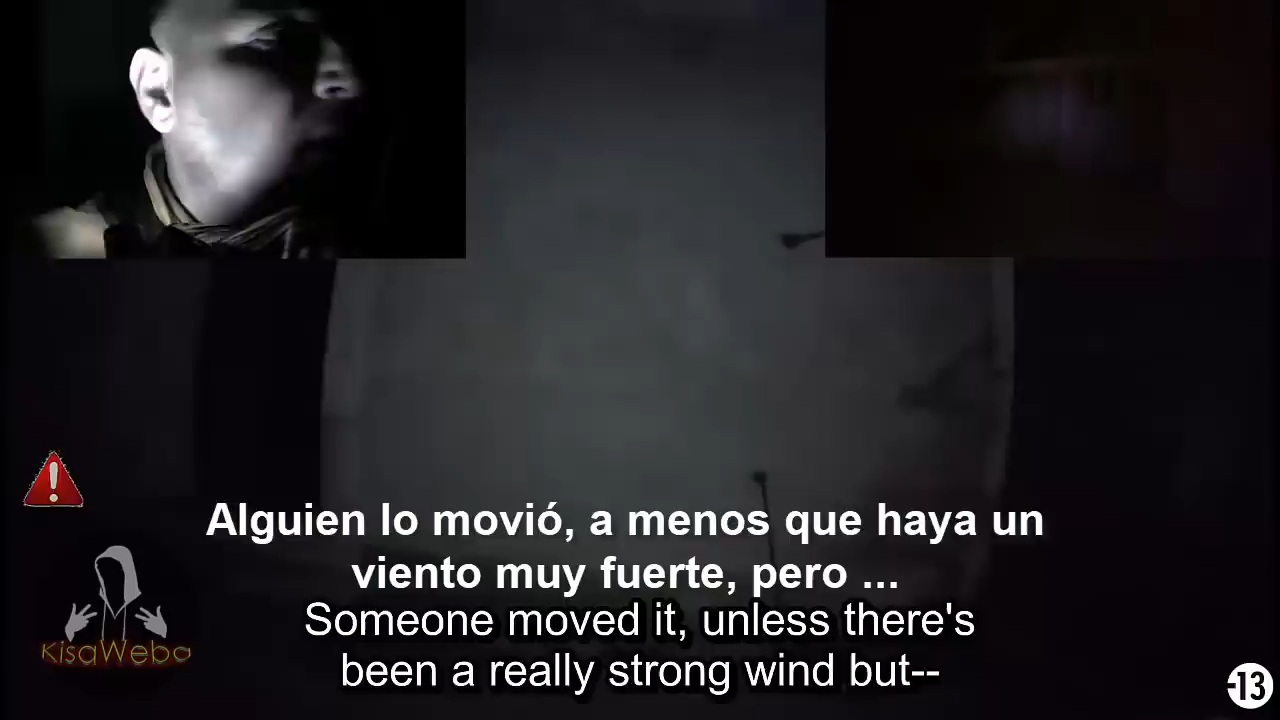 Alguien lo movió, a menos que haya un
viento muy fuerte, pero ...
Someone moved it, unless there's
been a really strong wind but--
KisaWeba
-13